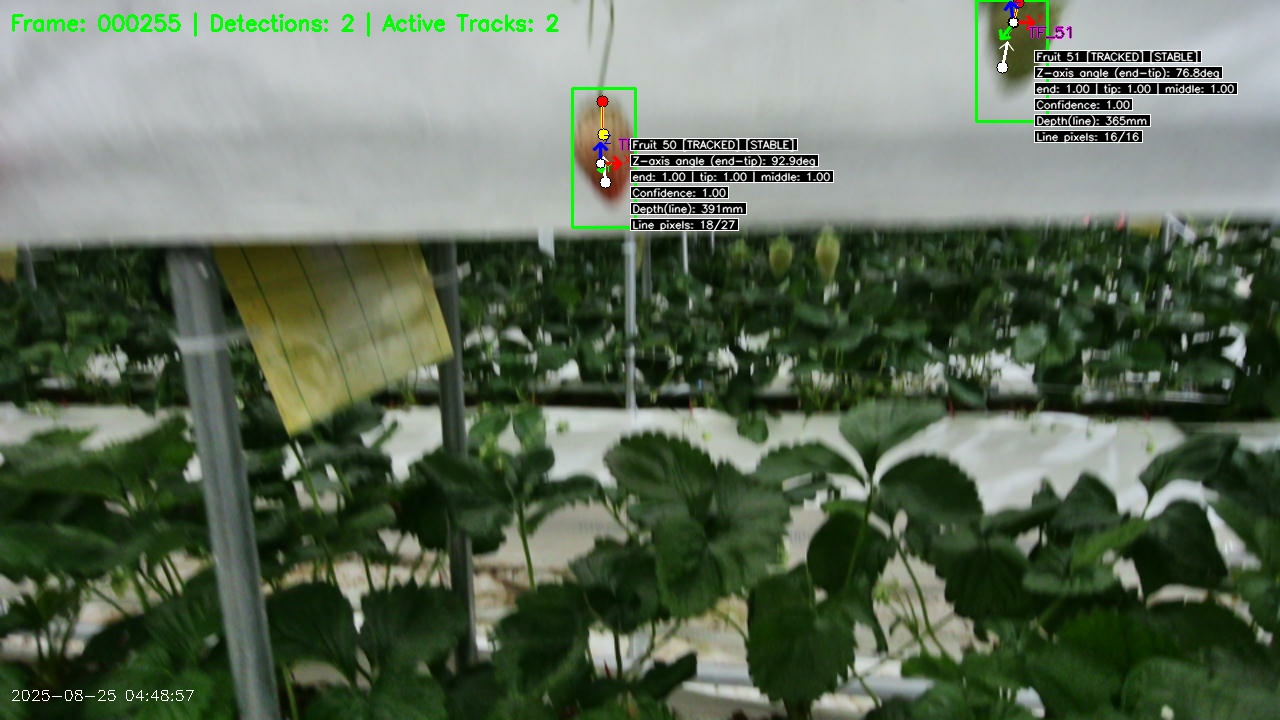 Frame: 000255 | Detections: 2 | Active Tracks: 2
TF_51
Fruit 51 [TRACKED] [STABLE]
Z-axis angle (end-tip): 76.8deg
end: 1.00 | tip: 1.00 | middle: 1.00
Confidence: 1.00
Depth(line): 365mm
Line pixels: 16/16
Fruit 50 [TRACKED] [STABLE]
Z-axis angle (end-tip): 92.9deg
end: 1.00 | tip: 1.00 | middle: 1.00
Confidence: 1.00
Depth(line): 391mm
Line pixels: 18/27
2025-08-25 04:48:57